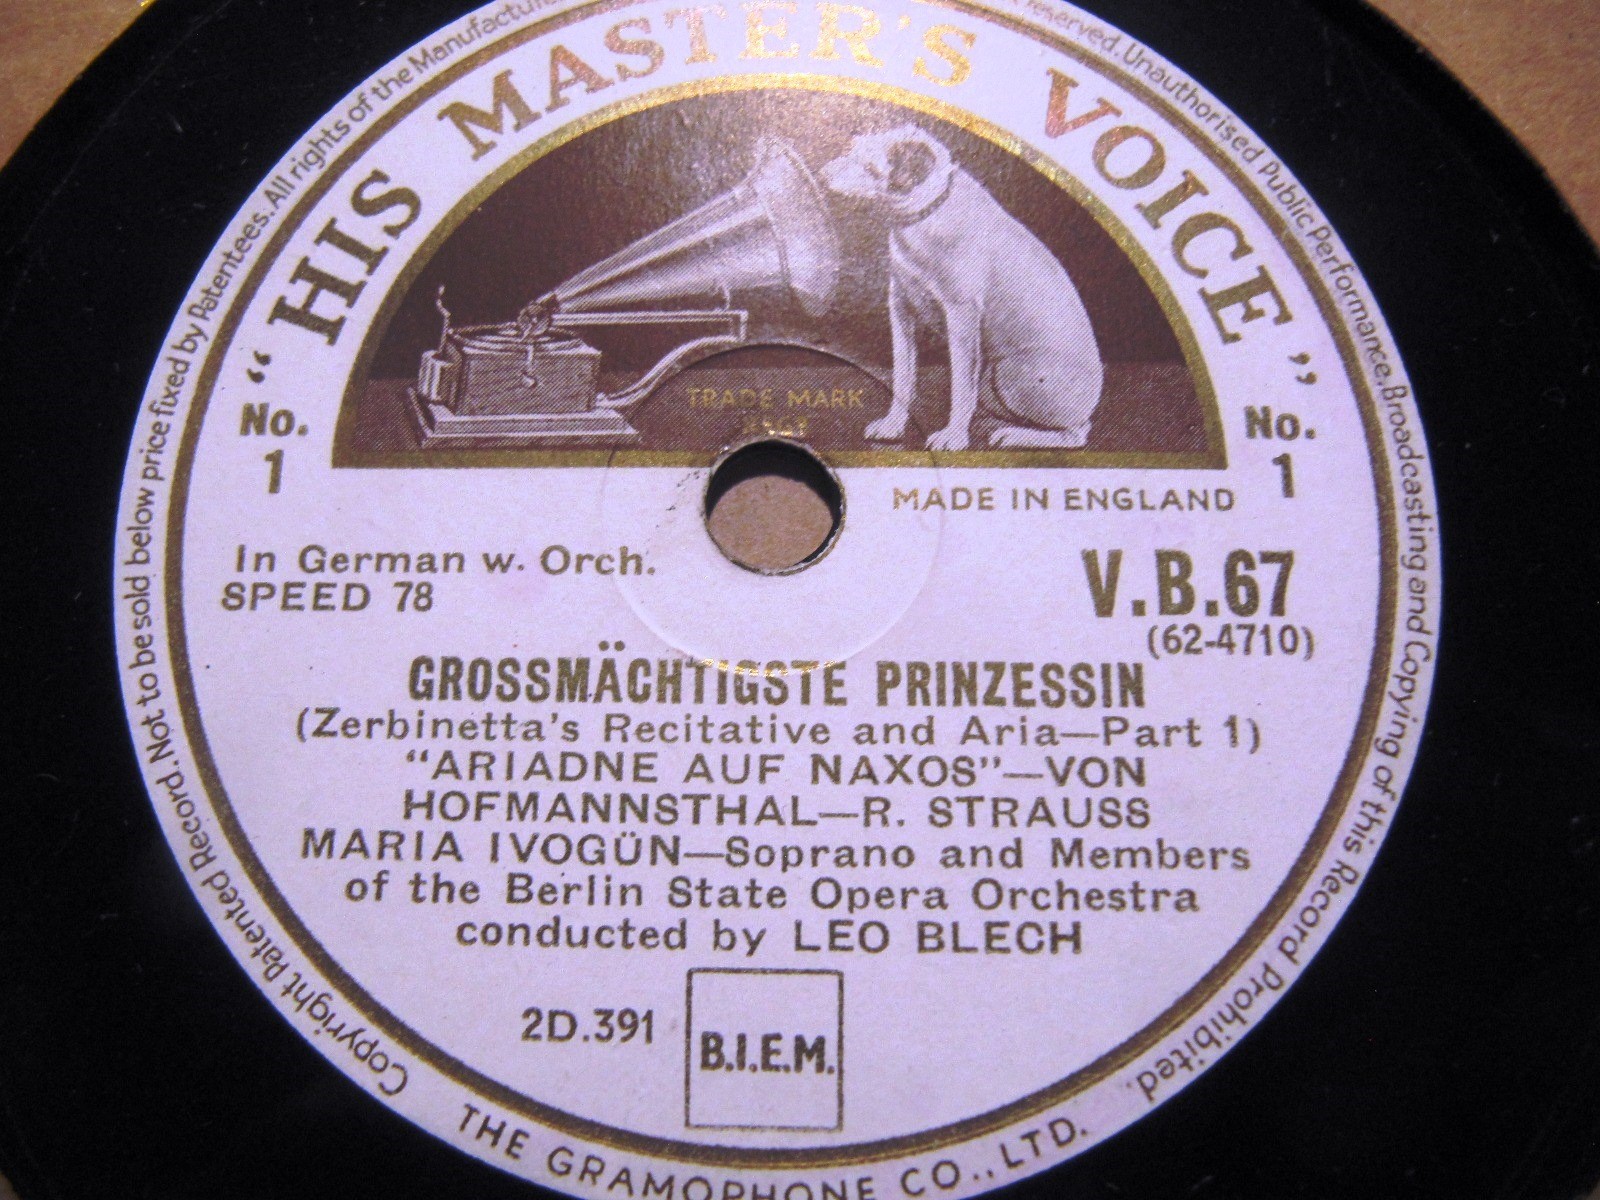 "HIS MASTER'S VOICE"
TRADE MARK
No.
1
No.
1
MADE IN ENGLAND
In German w. Orch.
SPEED 78
V.B.67
(62-4710)
GROSSMÄCHTIGSTE PRINZESSIN
(Zerbinetta's Recitative and Aria—Part 1)
"ARIADNE AUF NAXOS"—VON
HOFMANNSTHAL—R. STRAUSS
MARIA IVOGÜN—Soprano and Members
of the Berlin State Opera Orchestra
conducted by LEO BLECH
2D.391
B.I.E.M.
Copyright Patented Record. Not to be sold below price fixed by Patentees. All rights of the Manufacturer
reserved. Unauthorised Public Performance, Broadcasting and Copying of this Record Prohibited.
THE GRAMOPHONE CO., LTD.